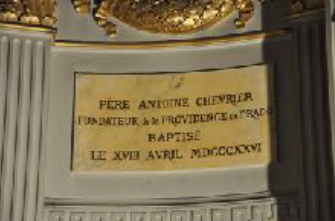 PÈRE ANTOINE CHEVRIER
FONDATEUR de la PROVIDENCE du PRADO
BAPTISÉ
LE XVIII AVRIL MDCCCXXVI